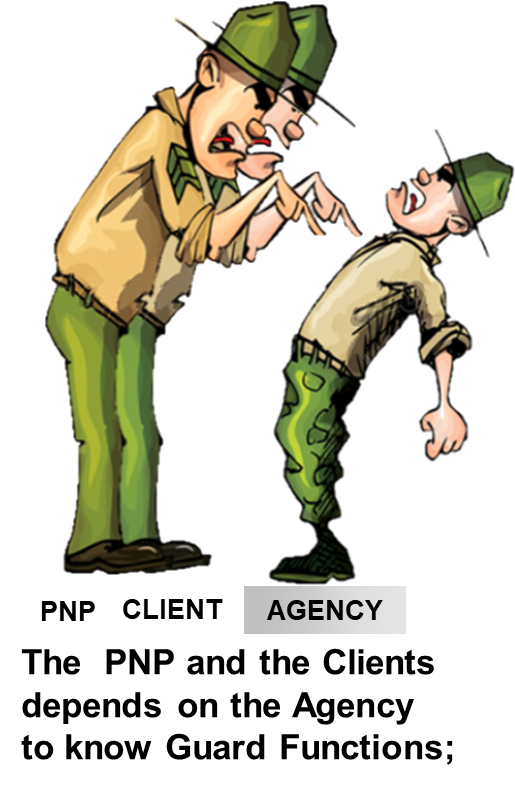 PNP CLIENT AGENCY
The PNP and the Clients
depends on the Agency
to know Guard Functions;